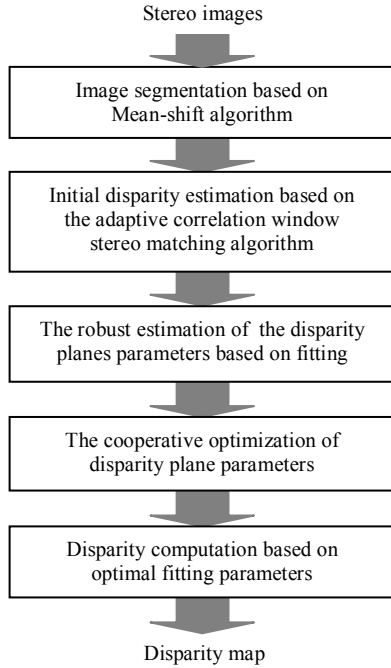 Stereo images
Image segmentation based on
Mean-shift algorithm
Initial disparity estimation based on
the adaptive correlation window
stereo matching algorithm
The robust estimation of the disparity
planes parameters based on fitting
The cooperative optimization of
disparity plane parameters
Disparity computation based on
optimal fitting parameters
Disparity map